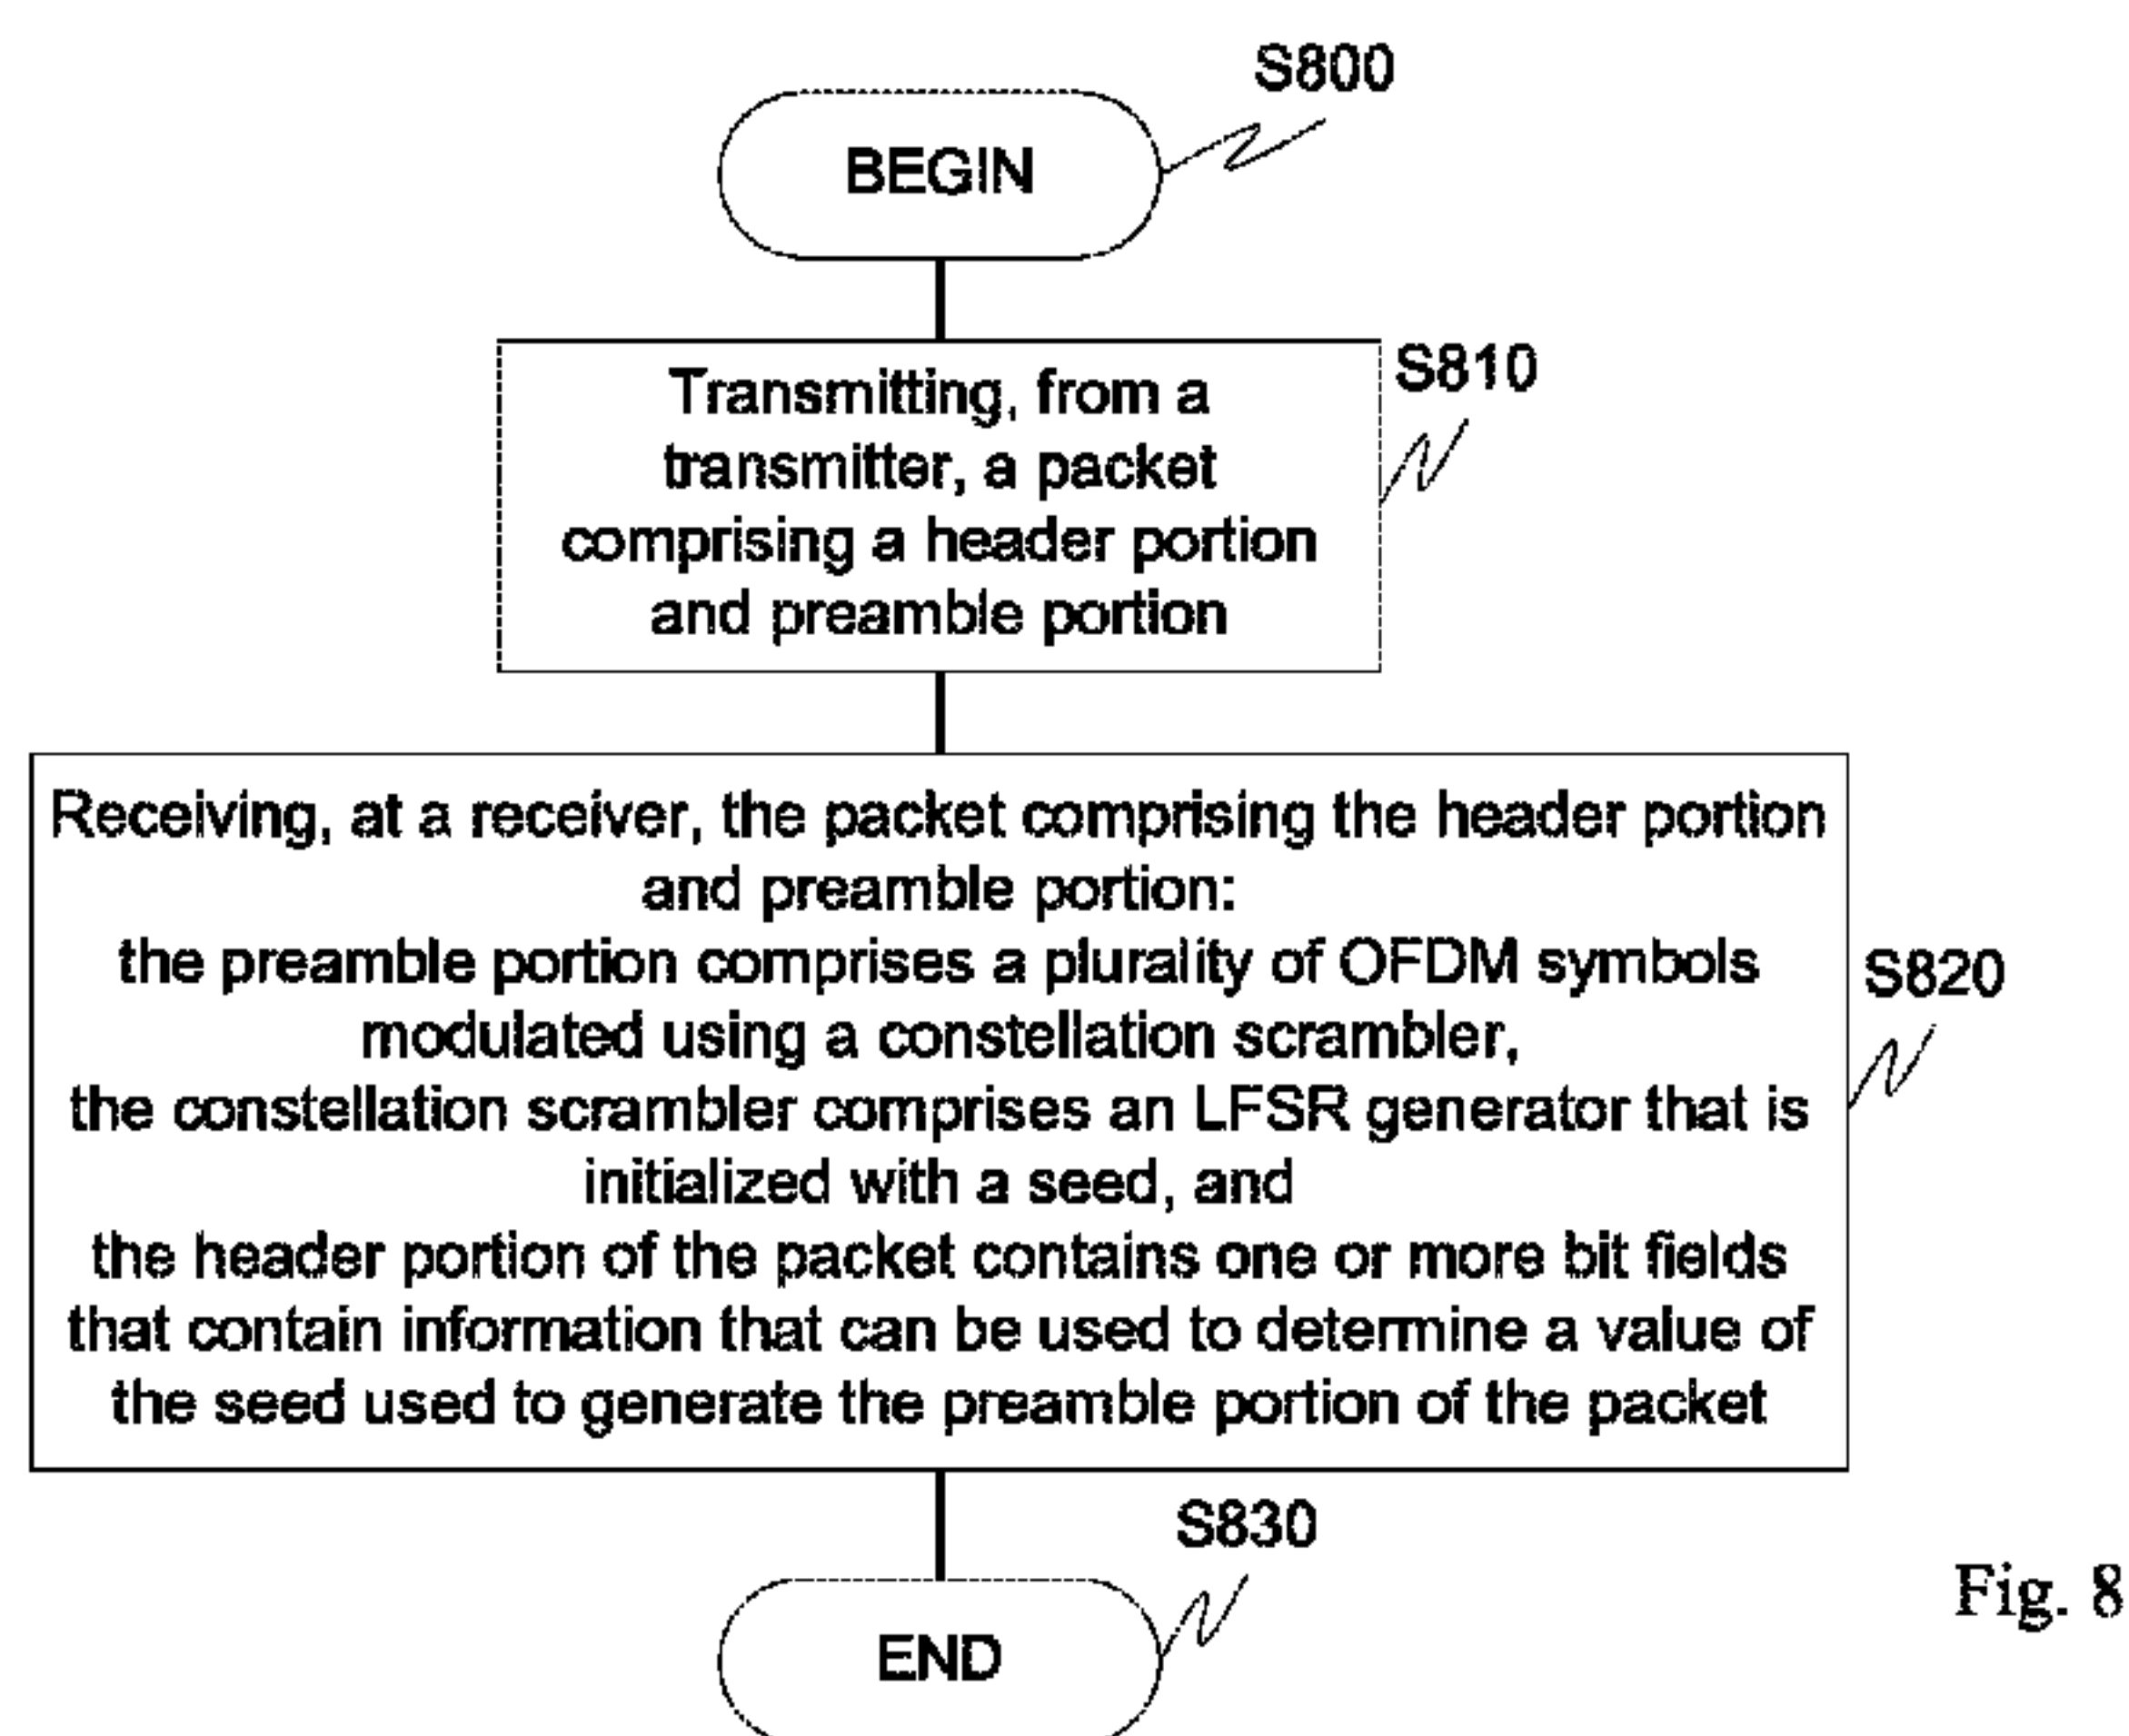 S800
BEGIN
S810
Transmitting, from a
transmitter, a packet
comprising a header portion
and preamble portion
Receiving, at a receiver, the packet comprising the header portion
and preamble portion:
the preamble portion comprises a plurality of OFDM symbols
modulated using a constellation scrambler,
the constellation scrambler comprises an LFSR generator that is
initialized with a seed, and
the header portion of the packet contains one or more bit fields
that contain information that can be used to determine a value of
the seed used to generate the preamble portion of the packet
S820
S830
END
Fig. 8